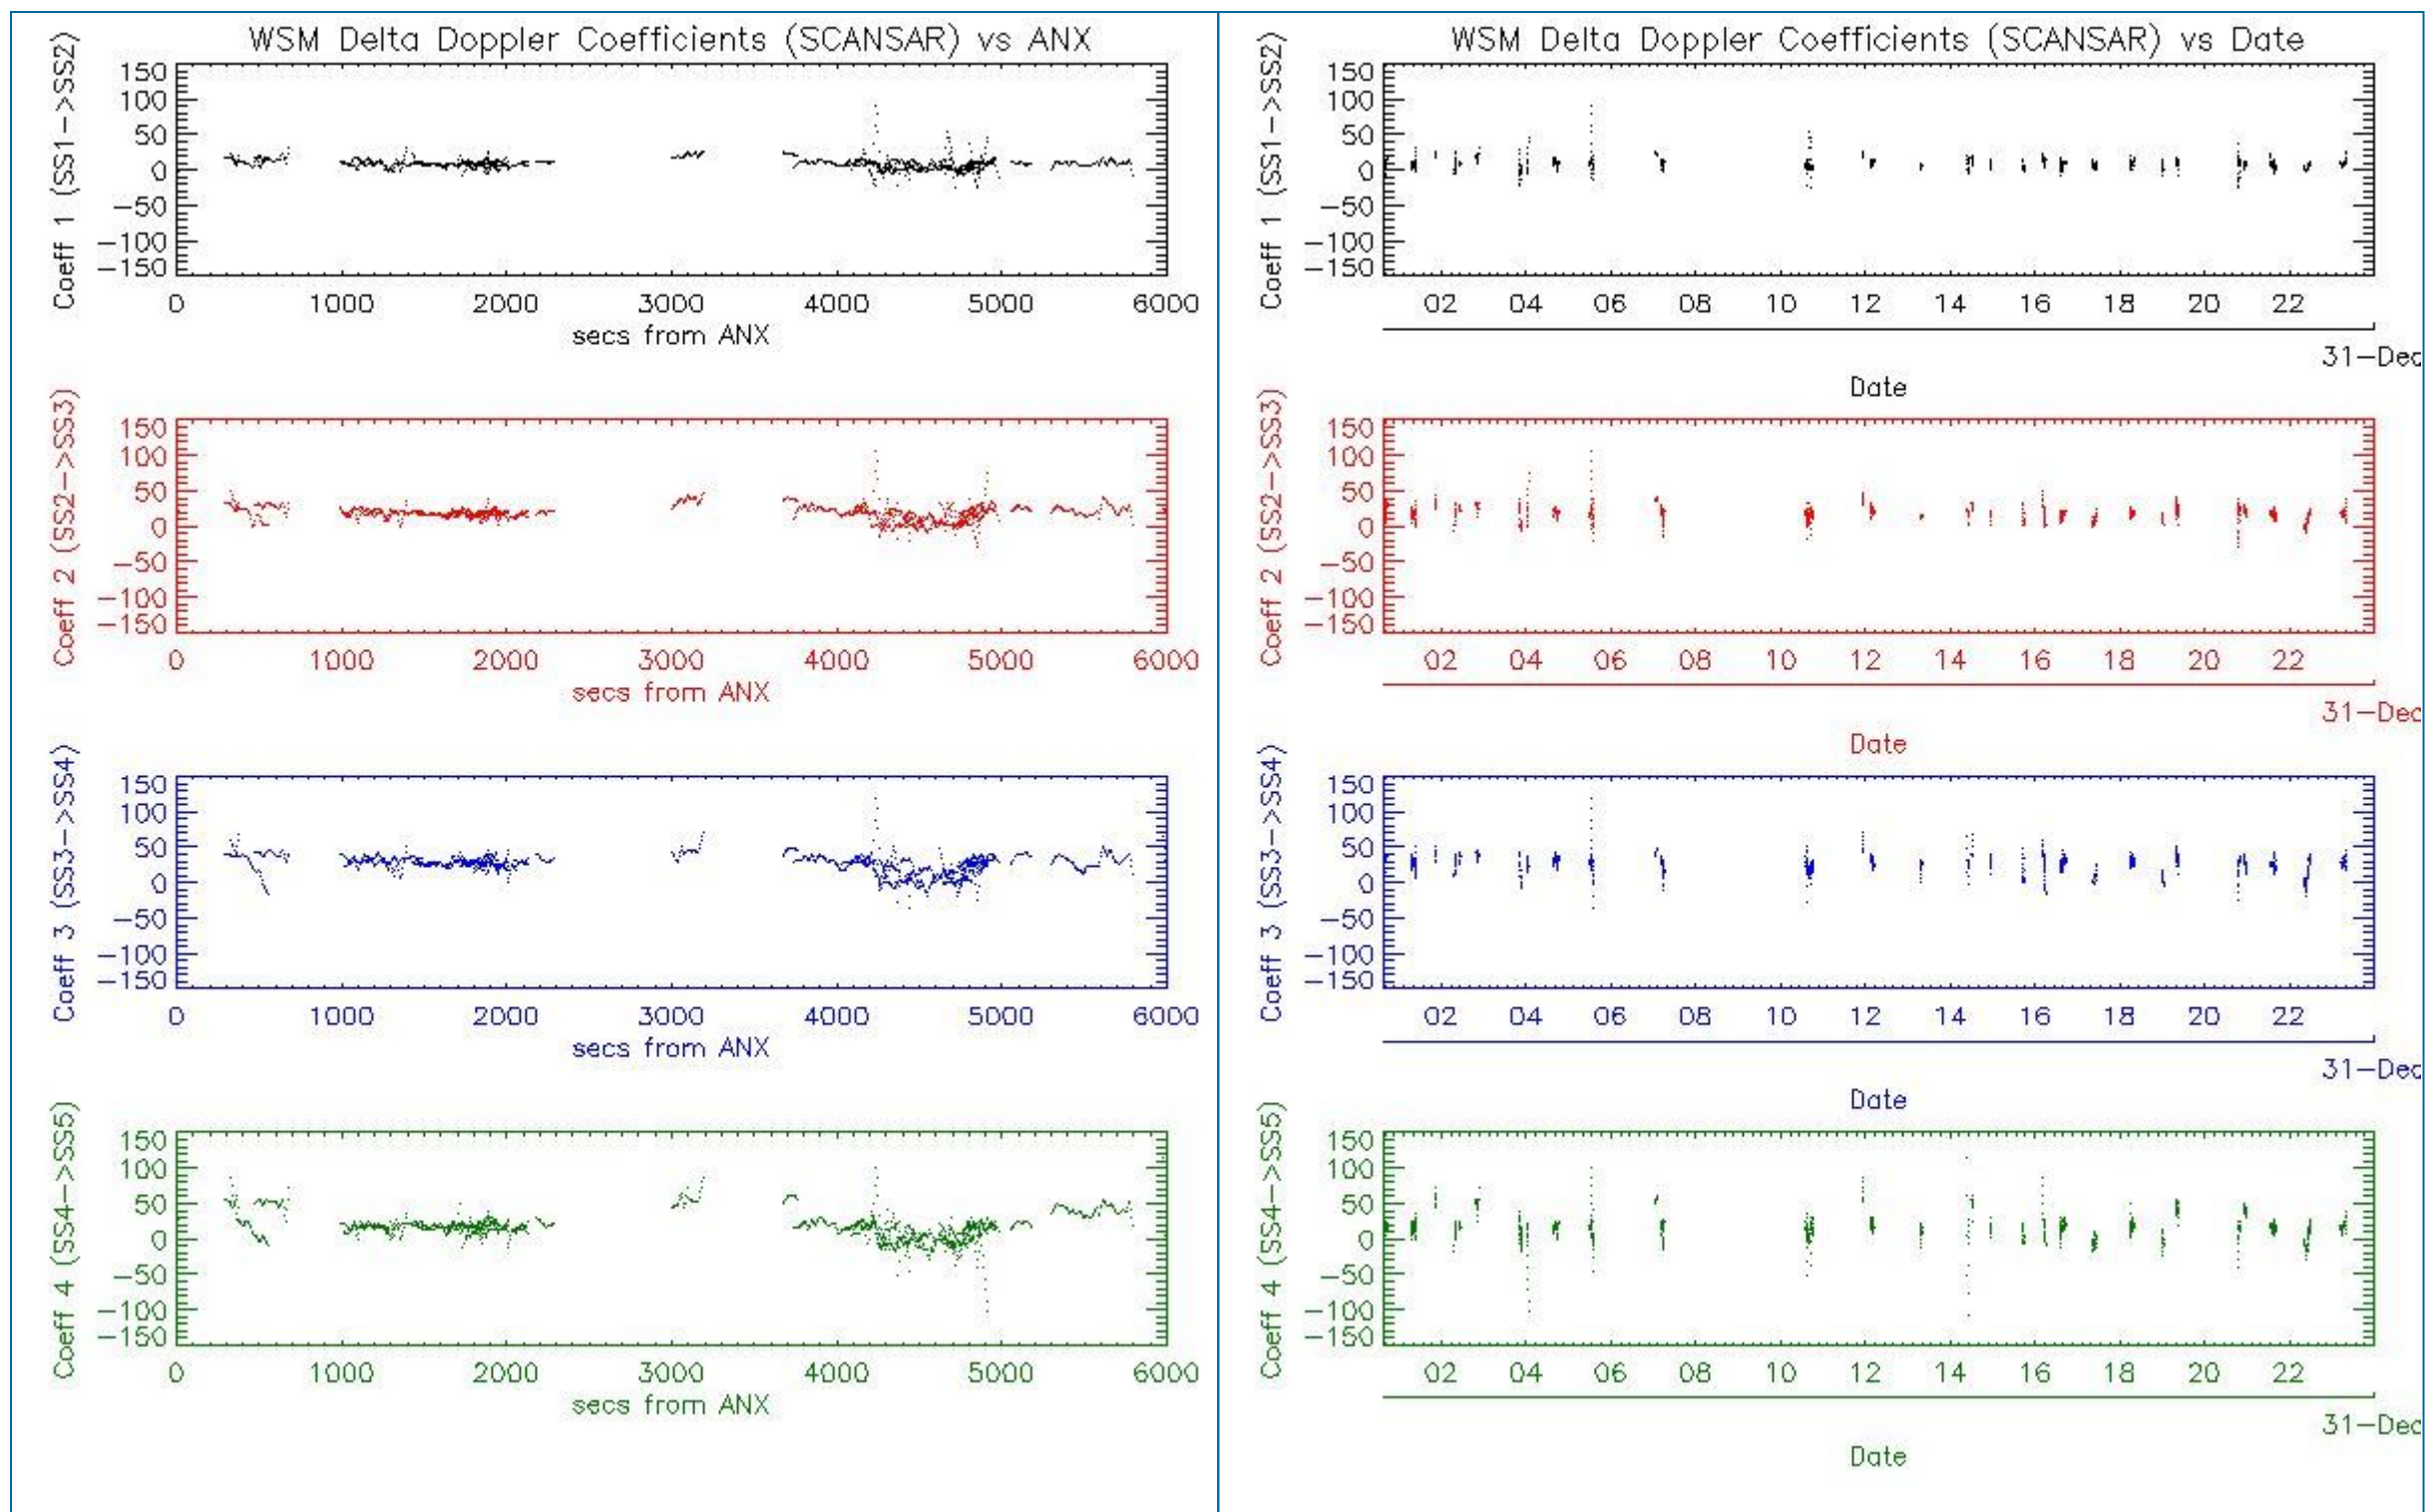 WSM Delta Doppler Coefficients (SCANSAR) vs ANX
Coeff 1 (SS1->SS2)
150
100
50
0
-50
-100
-150
0 1000 2000 3000 4000 5000 6000
secs from ANX
Coeff 2 (SS2->SS3)
150
100
50
0
-50
-100
-150
0 1000 2000 3000 4000 5000 6000
secs from ANX
Coeff 3 (SS3->SS4)
150
100
50
0
-50
-100
-150
0 1000 2000 3000 4000 5000 6000
secs from ANX
Coeff 4 (SS4->SS5)
150
100
50
0
-50
-100
-150
0 1000 2000 3000 4000 5000 6000
secs from ANX
WSM Delta Doppler Coefficients (SCANSAR) vs Date
Coeff 1 (SS1->SS2)
150
100
50
0
-50
-100
-150
02 04 06 08 10 12 14 16 18 20 22
31-Dec
Date
Coeff 2 (SS2->SS3)
150
100
50
0
-50
-100
-150
02 04 06 08 10 12 14 16 18 20 22
31-Dec
Date
Coeff 3 (SS3->SS4)
150
100
50
0
-50
-100
-150
02 04 06 08 10 12 14 16 18 20 22
31-Dec
Date
Coeff 4 (SS4->SS5)
150
100
50
0
-50
-100
-150
02 04 06 08 10 12 14 16 18 20 22
31-Dec
Date